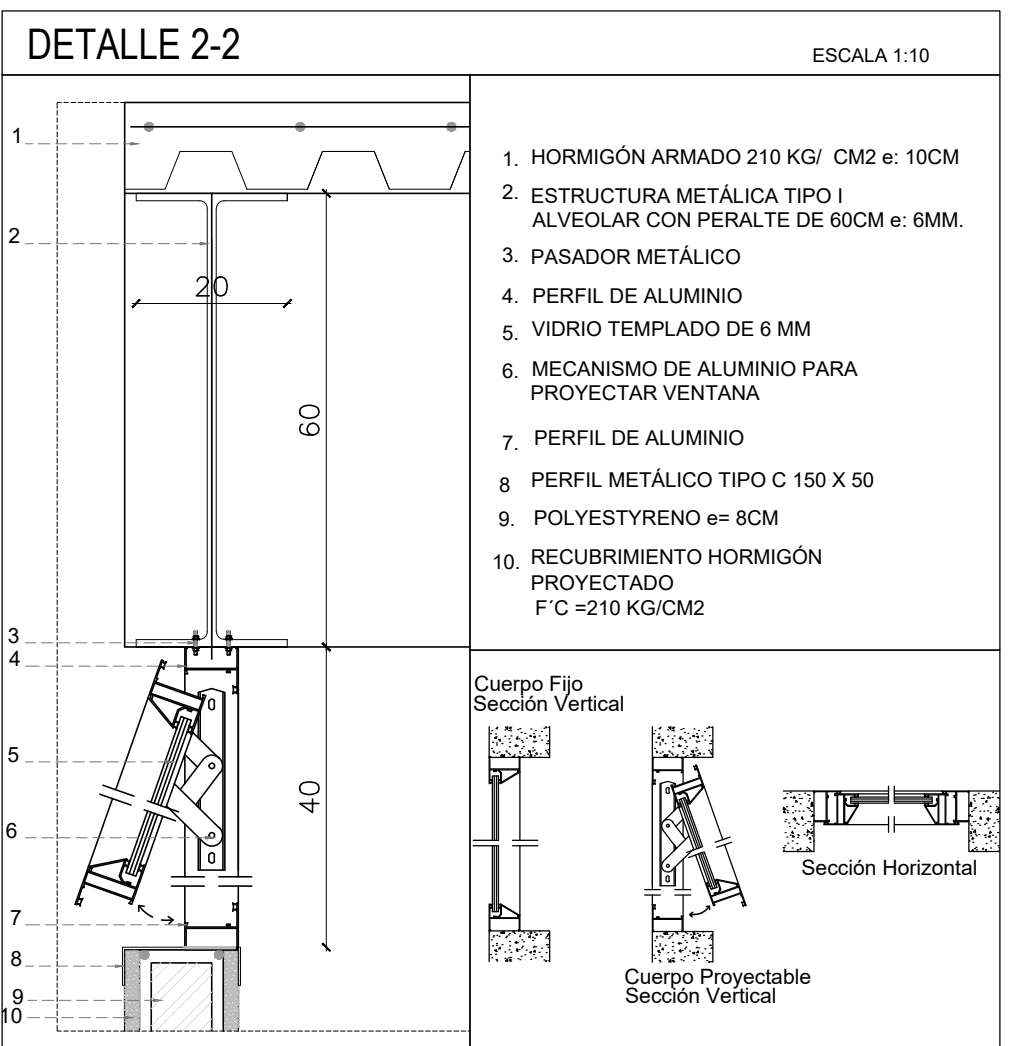 DETALLE 2-2
ESCALA 1:10
1
2
20
60
3
4
5
40
6
7
8
9
10
1. HORMIGÓN ARMADO 210 KG/ CM2 e: 10CM
2. ESTRUCTURA METÁLICA TIPO I
ALVEOLAR CON PERALTE DE 60CM e: 6MM.
3. PASADOR METÁLICO
4. PERFIL DE ALUMINIO
5. VIDRIO TEMPLADO DE 6 MM
6. MECANISMO DE ALUMINIO PARA
PROYECTAR VENTANA
7. PERFIL DE ALUMINIO
8 PERFIL METÁLICO TIPO C 150 X 50
9. POLYESTYRENO e= 8CM
10. RECUBRIMIENTO HORMIGÓN
PROYECTADO
F´C =210 KG/CM2
Cuerpo Fijo
Sección Vertical
Sección Horizontal
Cuerpo Proyectable
Sección Vertical